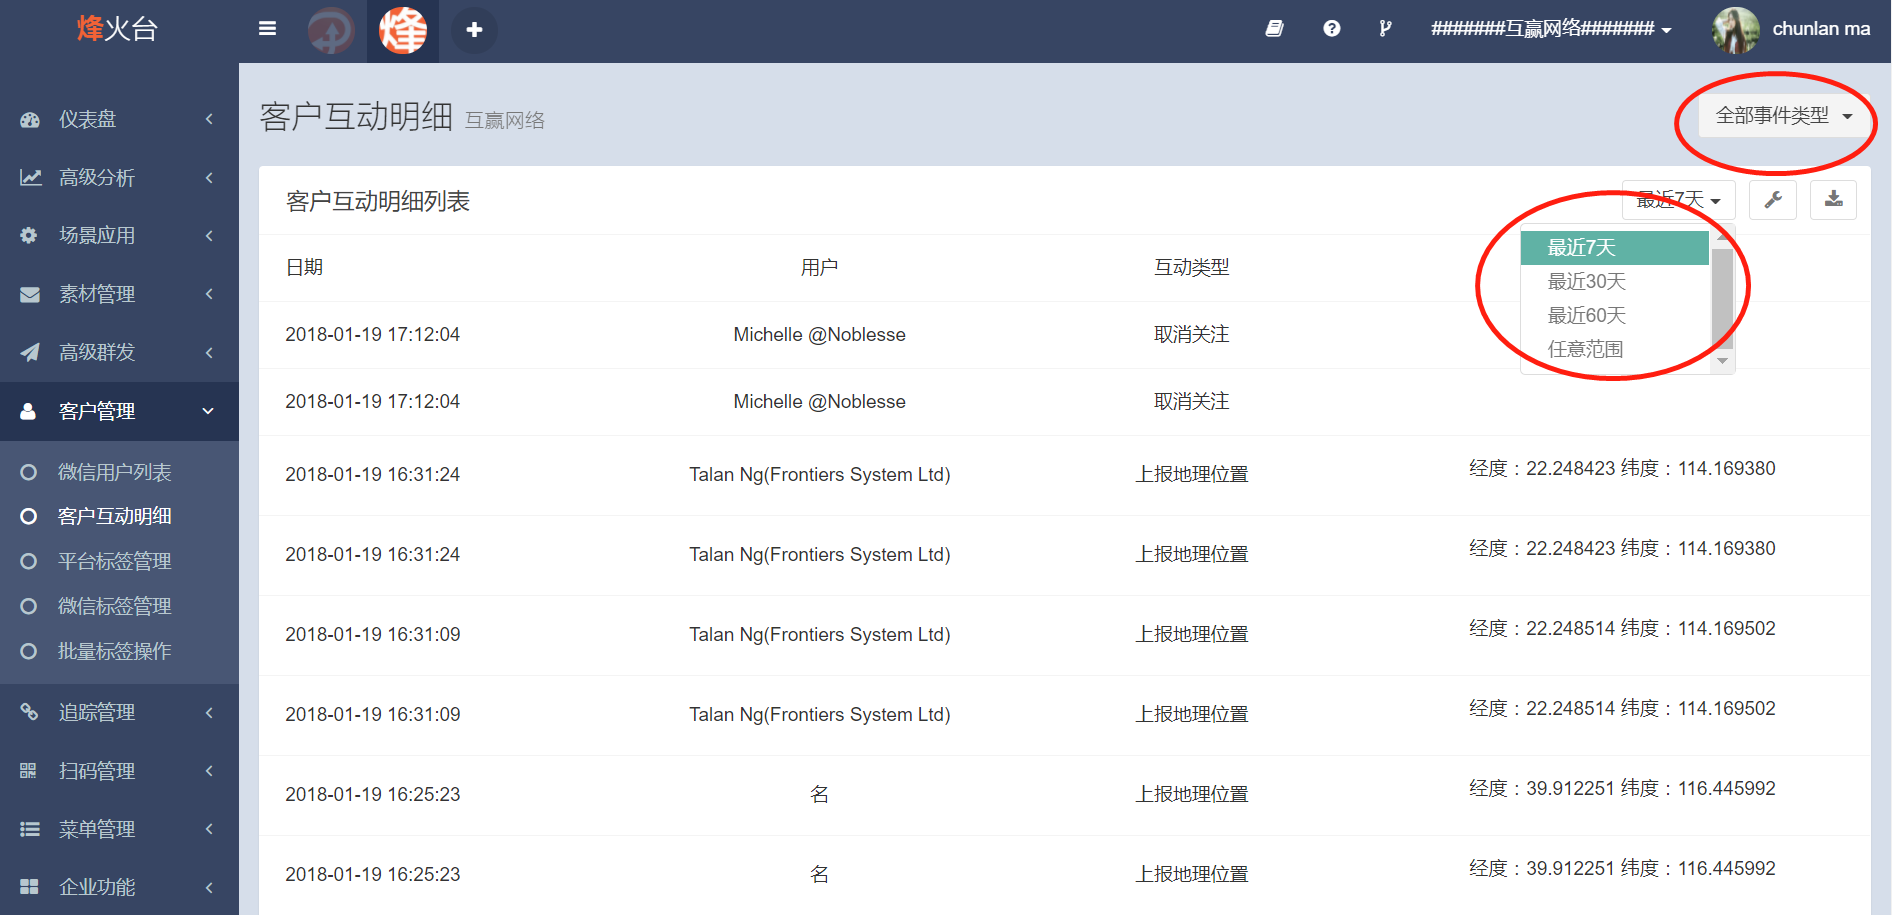 烽火台
烽
#######互赢网络#######
chunlan ma
仪表盘
高级分析
场景应用
素材管理
高级群发
客户管理
微信用户列表
客户互动明细
平台标签管理
微信标签管理
批量标签操作
追踪管理
扫码管理
菜单管理
企业功能
客户互动明细 互赢网络
全部事件类型
客户互动明细列表
最近7天
最近7天
最近30天
最近60天
任意范围
日期 用户 互动类型
2018-01-19 17:12:04 Michelle @Noblesse 取消关注
2018-01-19 17:12:04 Michelle @Noblesse 取消关注
2018-01-19 16:31:24 Talan Ng(Frontiers System Ltd) 上报地理位置 经度：22.248423 纬度：114.169380
2018-01-19 16:31:24 Talan Ng(Frontiers System Ltd) 上报地理位置 经度：22.248423 纬度：114.169380
2018-01-19 16:31:09 Talan Ng(Frontiers System Ltd) 上报地理位置 经度：22.248514 纬度：114.169502
2018-01-19 16:31:09 Talan Ng(Frontiers System Ltd) 上报地理位置 经度：22.248514 纬度：114.169502
2018-01-19 16:25:23 名 上报地理位置 经度：39.912251 纬度：116.445992
2018-01-19 16:25:23 名 上报地理位置 经度：39.912251 纬度：116.445992